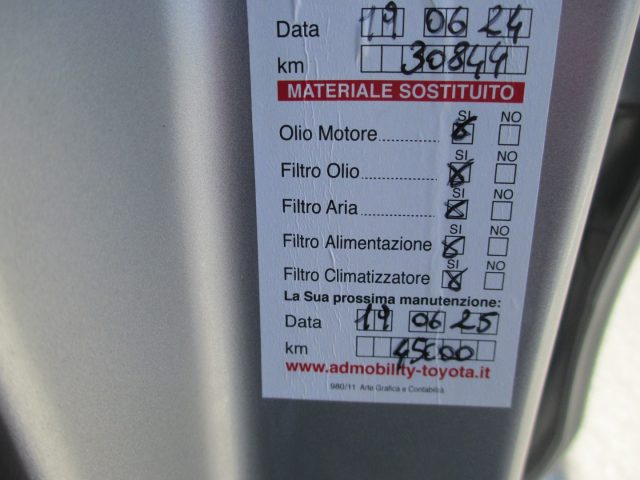 Data 19 06 24
km 30844
MATERIALE SOSTITUITO
SI NO
Olio Motore
SI NO
Filtro Olio
SI NO
Filtro Aria
SI NO
Filtro Alimentazione
SI NO
Filtro Climatizzatore
La Sua prossima manutenzione:
Data 19 06 25
km 45000
www.admobility-toyota.it
980/11 Arte Grafica e Contabilità